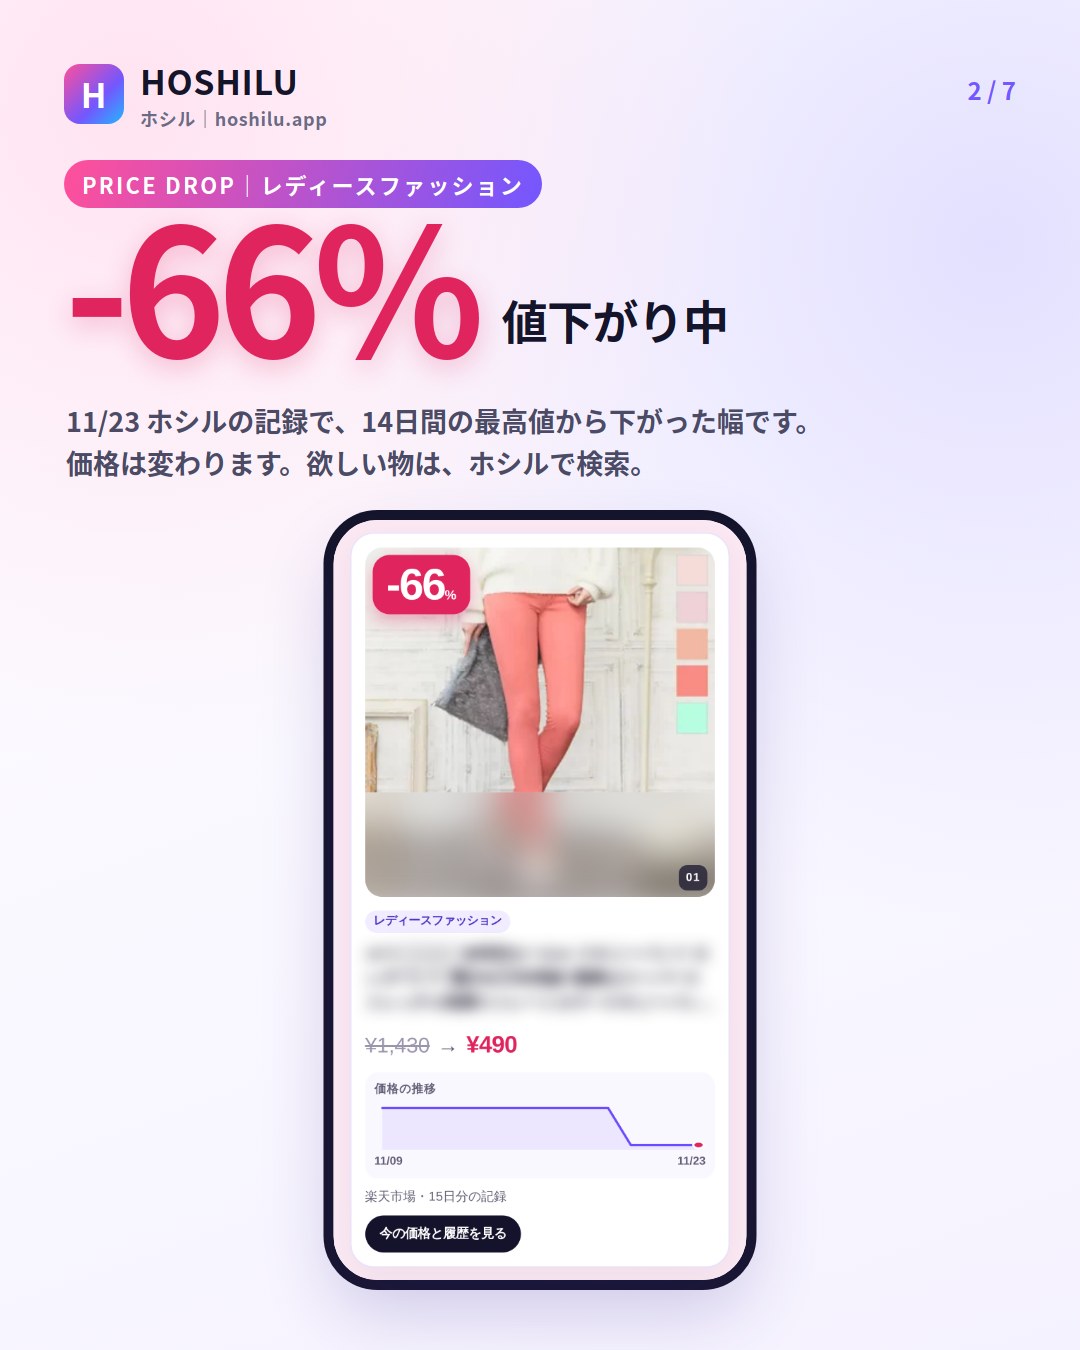 H
HOSHILU
ホシル｜hoshilu.app
2 / 7
PRICE DROP｜レディースファッション
-66% 値下がり中
11/23 ホシルの記録で、14日間の最高値から下がった幅です。
価格は変わります。欲しい物は、ホシルで検索。
-66%
01
レディースファッション
¥1,430 → ¥490
価格の推移
11/09 11/23
楽天市場・15日分の記録
今の価格と履歴を見る